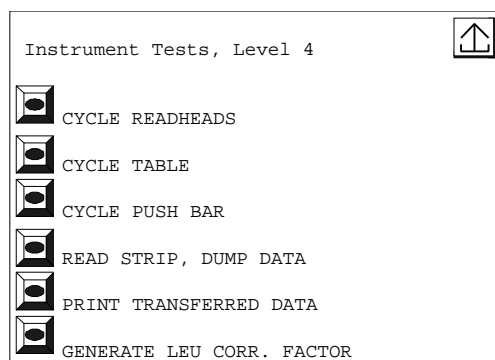 Instrument Tests, Level 4
CYCLE READHEADS
CYCLE TABLE
CYCLE PUSH BAR
READ STRIP, DUMP DATA
PRINT TRANSFERRED DATA
GENERATE LEU CORR. FACTOR